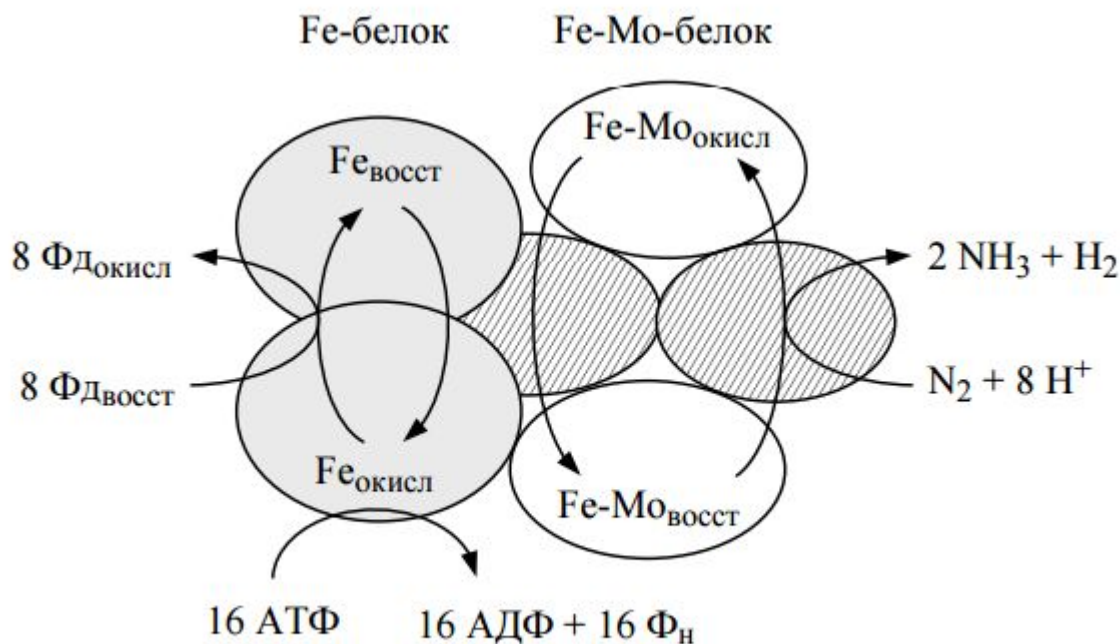 Fe-белок Fe-Mo-белок
Fe-Moокисл
Feвосст
8 Фдокисл
2 NH3 + H2
8 Фдвосст
N2 + 8 H+
Feокисл
Fe-Moвосст
16 АТФ 16 АДФ + 16 Фн